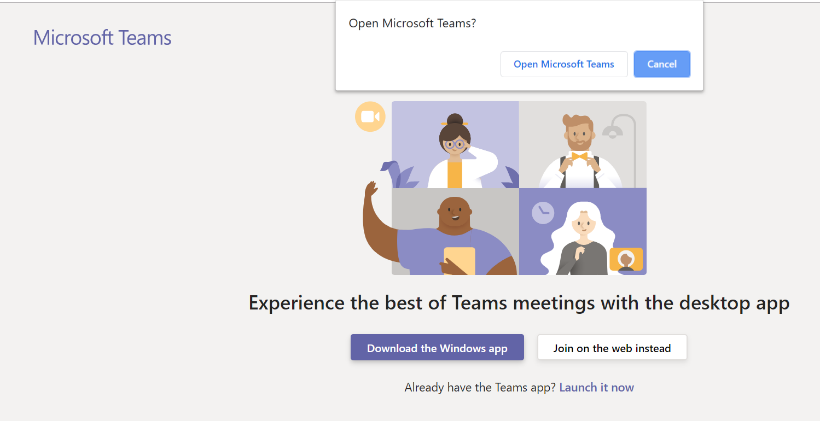 Open Microsoft Teams?
Microsoft Teams
Open Microsoft Teams
Cancel
Experience the best of Teams meetings with the desktop app
Download the Windows app
Join on the web instead
Already have the Teams app? Launch it now